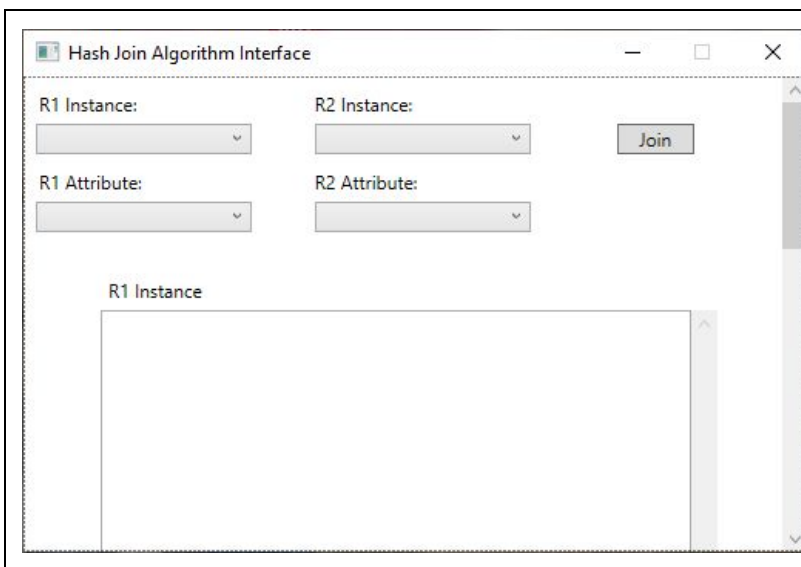 Hash Join Algorithm Interface
R1 Instance: R2 Instance:
Join
R1 Attribute: R2 Attribute:
R1 Instance